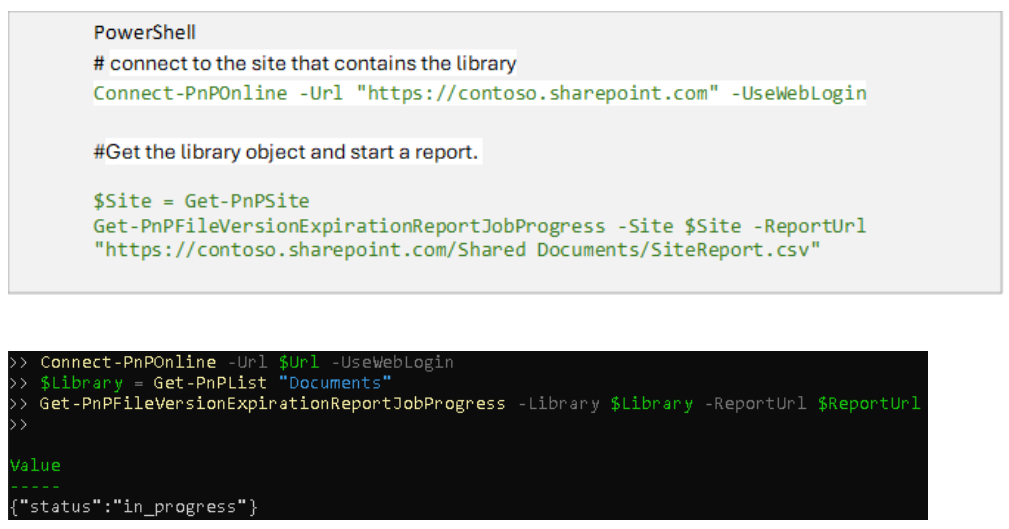 PowerShell
# connect to the site that contains the library
Connect-PnPOnline -Url "https://contoso.sharepoint.com" -UseWebLogin
#Get the library object and start a report.
$Site = Get-PnPSite
Get-PnPFileVersionExpirationReportJobProgress -Site $Site -ReportUrl
"https://contoso.sharepoint.com/Shared Documents/SiteReport.csv"
>> Connect-PnPOnline -Url $Url -UseWebLogin
>> $Library = Get-PnPList "Documents"
>> Get-PnPFileVersionExpirationReportJobProgress -Library $Library -ReportUrl $ReportUrl
>>
Value
-----
{"status":"in_progress"}